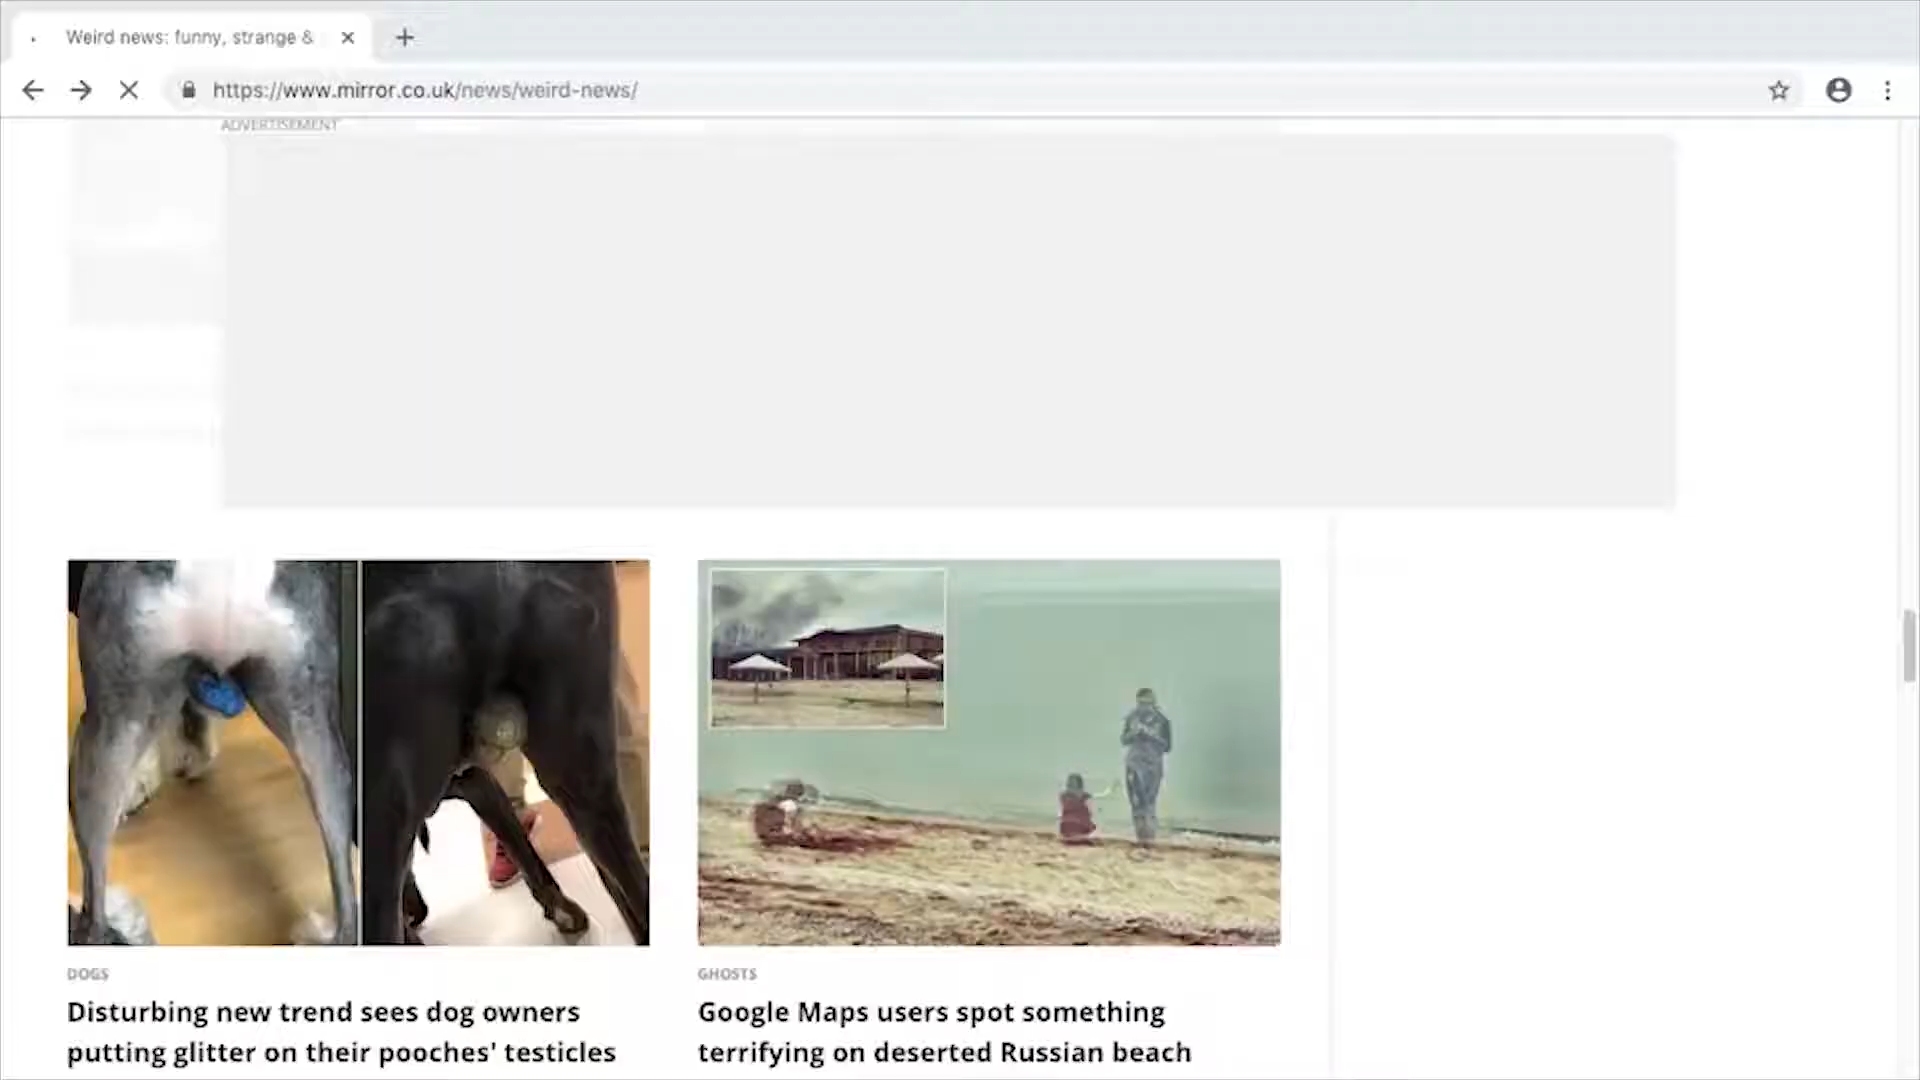 Weird news: funny, strange &
https://www.mirror.co.uk/news/weird-news/
ADVERTISEMENT
DOGS
Disturbing new trend sees dog owners
putting glitter on their pooches' testicles
GHOSTS
Google Maps users spot something
terrifying on deserted Russian beach